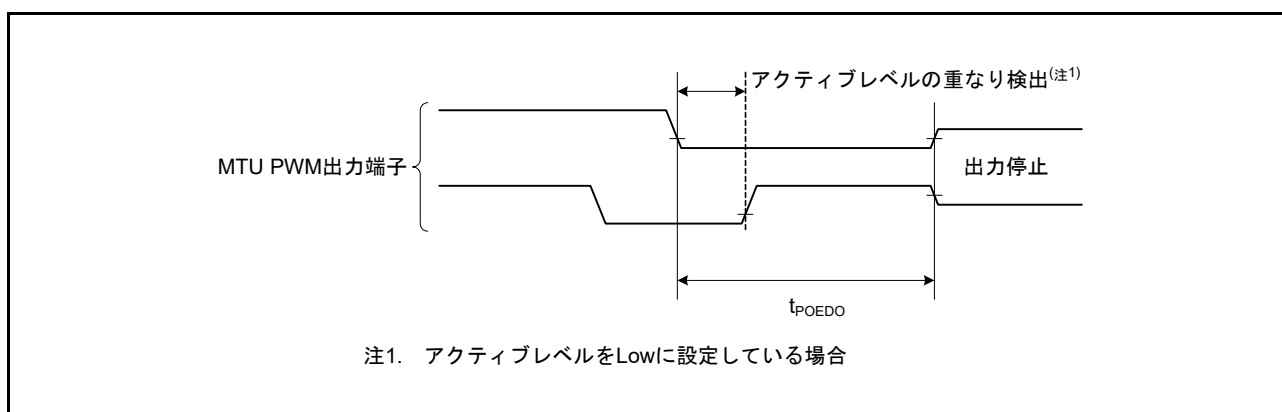 アクティブレベルの重なり検出(注1)
MTU PWM出力端子
出力停止
tPOEDO
注1. アクティブレベルをLowに設定している場合